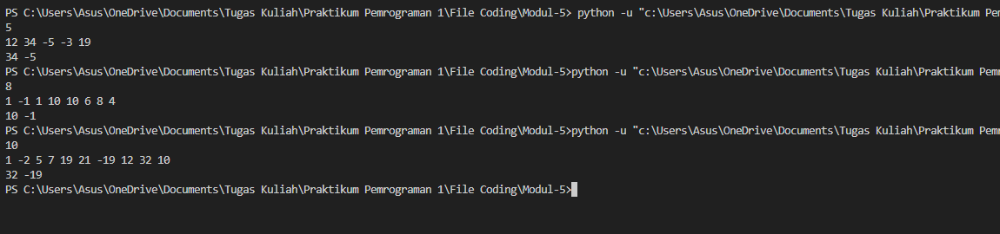 PS C:\Users\Asus\OneDrive\Documents\Tugas Kuliah\Praktikum Pemrograman 1\File Coding\Modul-5> python -u "c:\Users\Asus\OneDrive\Documents\Tugas Kuliah\Praktikum Pem
5
12 34 -5 -3 19
34 -5
PS C:\Users\Asus\OneDrive\Documents\Tugas Kuliah\Praktikum Pemrograman 1\File Coding\Modul-5>python -u "c:\Users\Asus\OneDrive\Documents\Tugas Kuliah\Praktikum Pemr
8
1 -1 1 10 10 6 8 4
10 -1
PS C:\Users\Asus\OneDrive\Documents\Tugas Kuliah\Praktikum Pemrograman 1\File Coding\Modul-5>python -u "c:\Users\Asus\OneDrive\Documents\Tugas Kuliah\Praktikum Pemr
10
1 -2 5 7 19 21 -19 12 32 10
32 -19
PS C:\Users\Asus\OneDrive\Documents\Tugas Kuliah\Praktikum Pemrograman 1\File Coding\Modul-5>